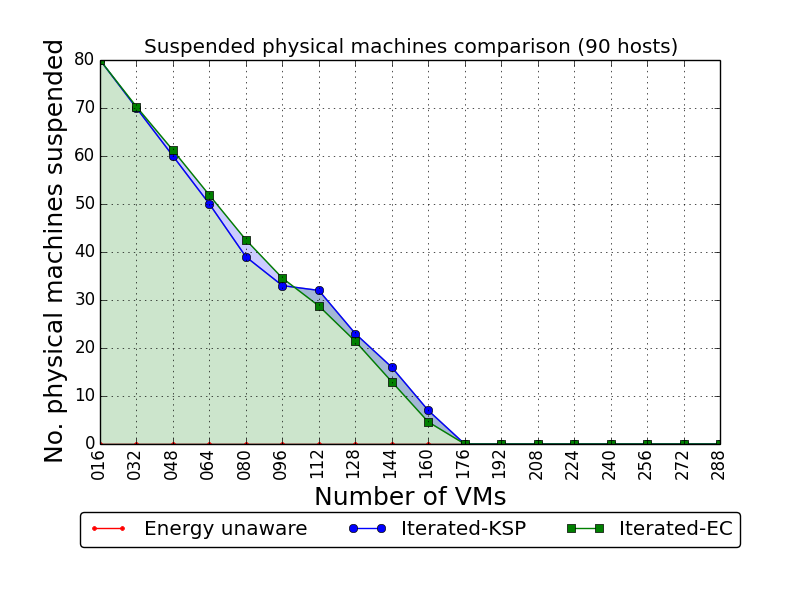 Suspended physical machines comparison (90 hosts)
No. physical machines suspended
80
70
60
50
40
30
20
10
0
016 032 048 064 080 096 112 128 144 160 176 192 208 224 240 256 272 288
Number of VMs
Energy unaware Iterated-KSP Iterated-EC